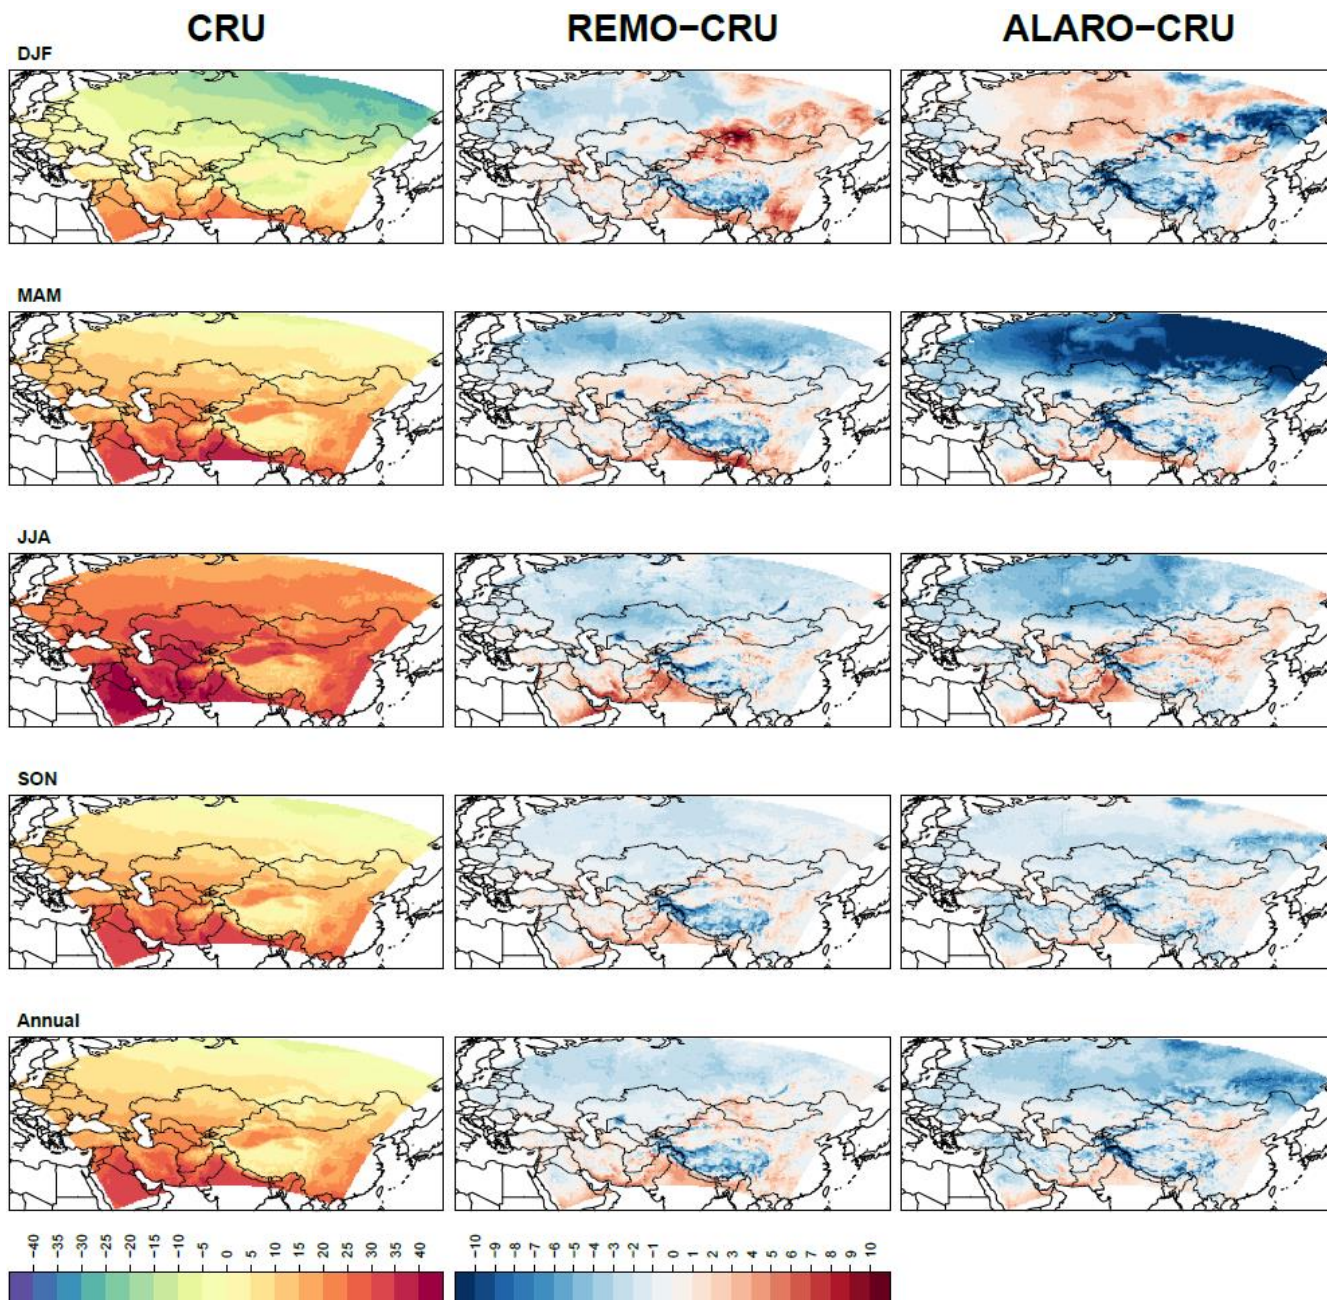 CRU REMO−CRU ALARO−CRU
DJF
MAM
JJA
SON
Annual
−40 −35 −30 −25 −20 −15 −10 −5 0 5 10 15 20 25 30 35 40
−10 −9 −8 −7 −6 −5 −4 −3 −2 −1 0 1 2 3 4 5 6 7 8 9 10